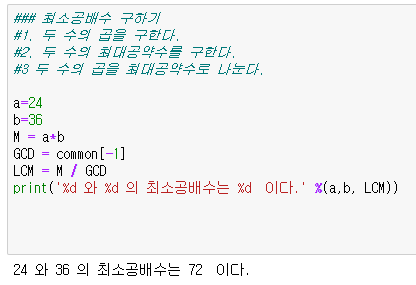 ### 최소공배수 구하기
#1. 두 수의 곱을 구한다.
#2. 두 수의 최대공약수를 구한다.
#3 두 수의 곱을 최대공약수로 나눈다.
a=24
b=36
M = a*b
GCD = common[-1]
LCM = M / GCD
print('%d 와 %d 의 최소공배수는 %d  이다.' %(a,b, LCM))
24 와 36 의 최소공배수는 72  이다.